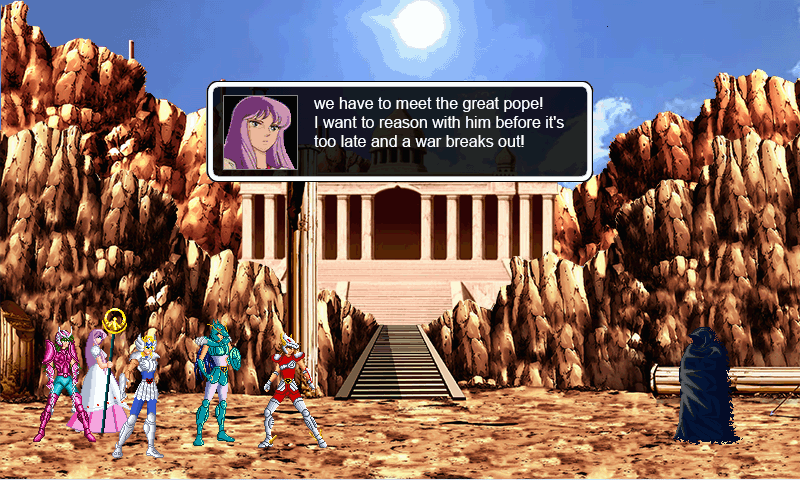 we have to meet the great pope!
I want to reason with him before it's
too late and a war breaks out!